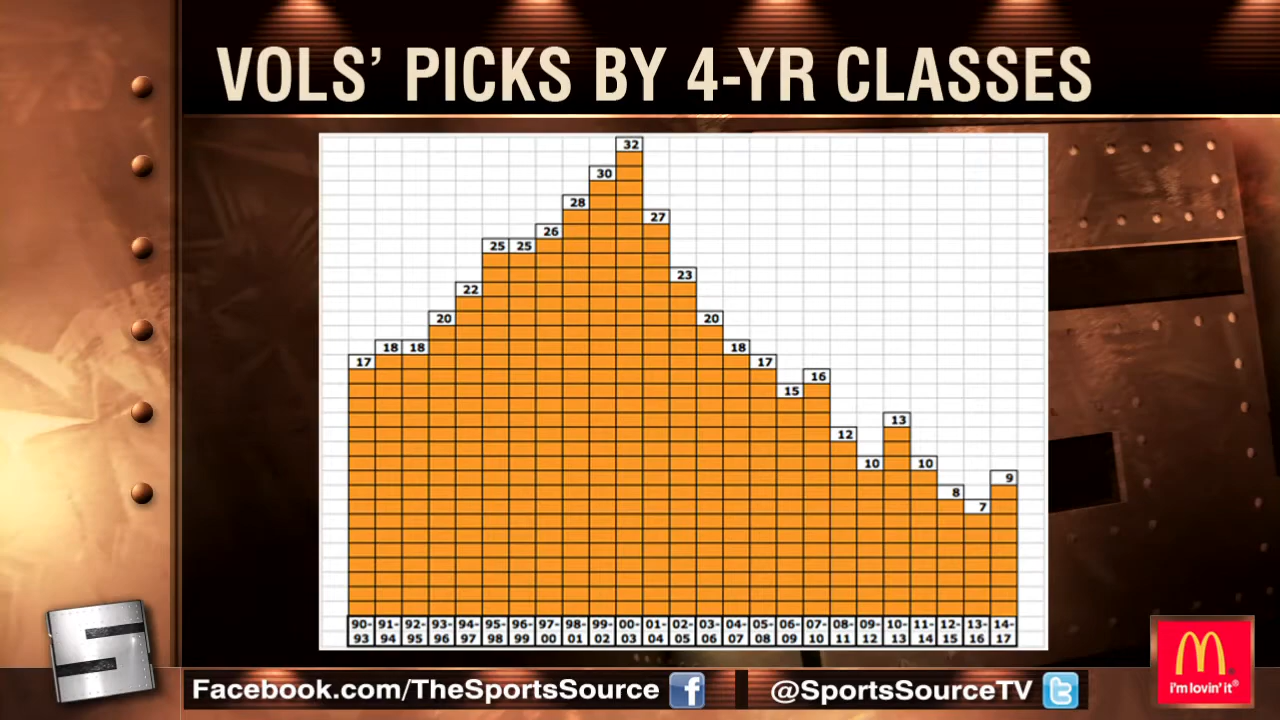 VOLS' PICKS BY 4-YR CLASSES
32
30
28
27
26
25 25
23
22
20
20
18 18
18
17
17
16
15
13
12
10
10
9
8
7
90- 91- 92- 93- 94- 95- 96- 97- 98- 99- 00- 01- 02- 03- 04- 05- 06- 07- 08- 09- 10- 11- 12- 13- 14-
93 94 95 96 97 98 99 00 01 02 03 04 05 06 07 08 09 10 11 12 13 14 15 16 17
S
Facebook.com/TheSportsSource f
@SportsSourceTV t
M
i'm lovin' it®